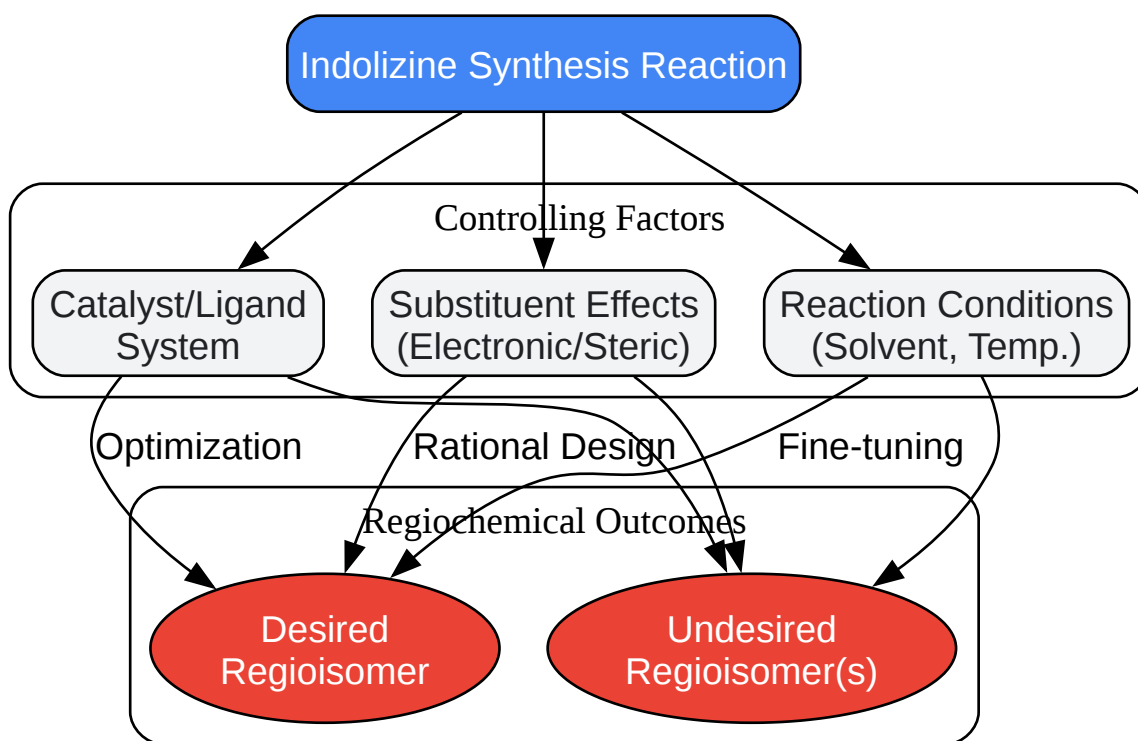 Indolizine Synthesis Reaction
Controlling Factors
Catalyst/Ligand
System
Substituent Effects
(Electronic/Steric)
Reaction Conditions
(Solvent, Temp.)
Optimization
Rational Design
Fine-tuning
Regiochemical Outcomes
Desired
Regioisomer
Undesired
Regioisomer(s)